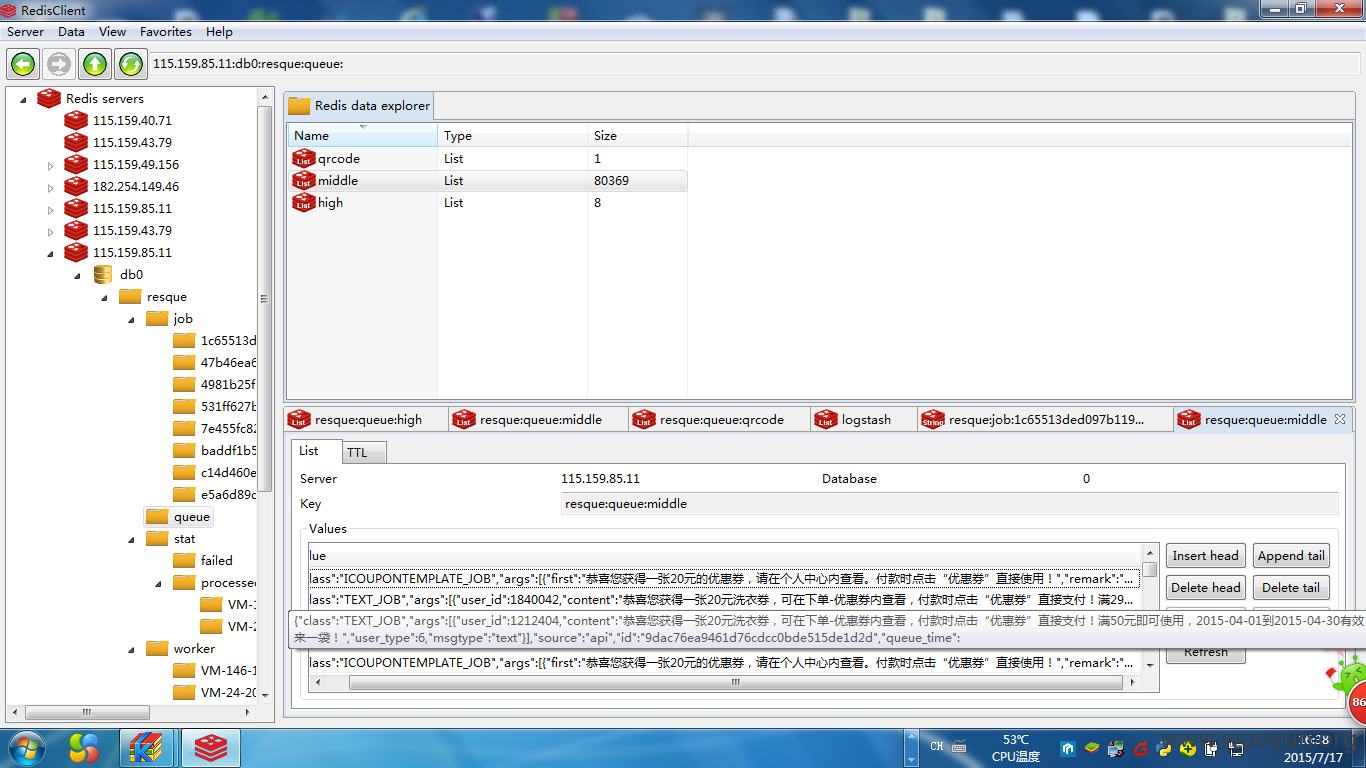 RedisClient
Server Data View Favorites Help
115.159.85.11:db0:resque:queue:
Redis servers
115.159.40.71
115.159.43.79
115.159.49.156
182.254.149.46
115.159.85.11
115.159.43.79
115.159.85.11
db0
resque
job
1c65513d
47b46ea6
4981b25f
531ff627b
7e455fc82
baddf1b5
c14d460e
e5a6d89c
queue
stat
failed
processed
VM-1
VM-2
worker
VM-146-1
VM-24-20
Redis data explorer
Name Type Size
qrcode List 1
middle List 80369
high List 8
resque:queue:high resque:queue:middle resque:queue:qrcode logstash resque:job:1c65513ded097b119... resque:queue:middle
List TTL
Server 115.159.85.11 Database 0
Key resque:queue:middle
Values
lue
lass":"ICOUPONTEMPLATE_JOB","args":[{"first":"恭喜您获得一张20元的优惠券，请在个人中心内查看。付款时点击“优惠券”直接使用！","remark":"...
lass":"TEXT_JOB","args":[{"user_id":1840042,"content":"恭喜您获得一张20元洗衣券，可在下单-优惠券内查看，付款时点击“优惠券”直接支付！满29...
{"class":"TEXT_JOB","args":[{"user_id":1212404,"content":"恭喜您获得一张20元洗衣券，可在下单-优惠券内查看，付款时点击“优惠券”直接支付！满50元即可使用，2015-04-01到2015-04-30有效
来一袋！","user_type":6,"msgtype":"text"}],"source":"api","id":"9dac76ea9461d76cdcc0bde515de1d2d","queue_time":
lass":"ICOUPONTEMPLATE_JOB","args":[{"first":"恭喜您获得一张20元的优惠券，请在个人中心内查看。付款时点击“优惠券”直接使用！","remark":"...
Insert head Append tail
Delete head Delete tail
Refresh
86
CH
53℃
CPU温度
16:38
2015/7/17